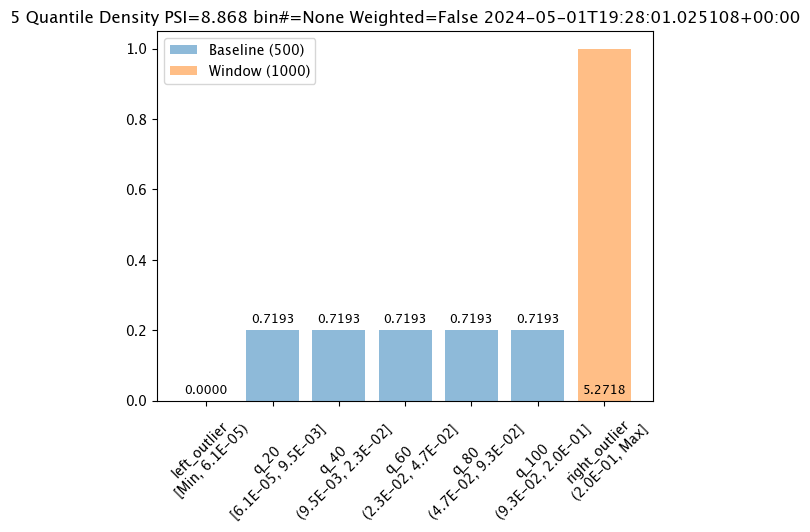 5 Quantile Density PSI=8.868 bin#=None Weighted=False 2024-05-01T19:28:01.025108+00:00
Baseline (500)
Window (1000)
1.0
0.8
0.6
0.4
0.2
0.0
0.0000
0.7193
0.7193
0.7193
0.7193
0.7193
5.2718
left_outlier
[Min, 6.1E-05)
q_20
[6.1E-05, 9.5E-03]
q_40
(9.5E-03, 2.3E-02]
q_60
(2.3E-02, 4.7E-02]
q_80
(4.7E-02, 9.3E-02]
q_100
(9.3E-02, 2.0E-01]
right_outlier
(2.0E-01, Max]